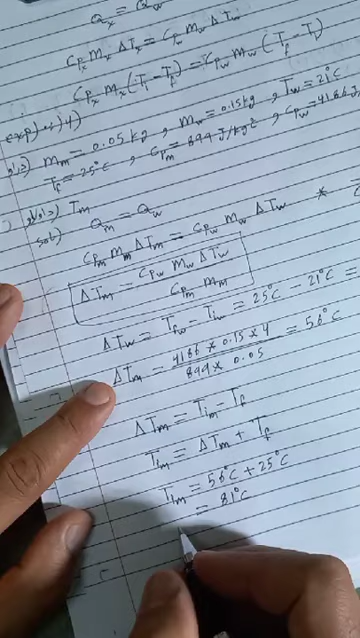 Qx = Qw
Cpx mx ΔTx = Cpw mw ΔTw
Cpx mx (Ti - Tf) = Cpw mw (Tf - Ti)
mm = 0.05 kg , mw = 0.15 kg , Tw = 21°C
Tf = 25°C , Cpm = 899 J/kg°C , Cpw = 4186 J
Tm
Qm = Qw
Cpm mm ΔTm = Cpw mw ΔTw *
ΔTm = Cpw mw ΔTw / Cpm mm
ΔTw = Tfw - Tiw = 25°C - 21°C =
ΔTm = 4186 x 0.15 x 4 / 899 x 0.05 = 56°C
ΔTm = Tim - Tf
Tim = ΔTm + Tf
Tim = 56°C + 25°C
= 81°C